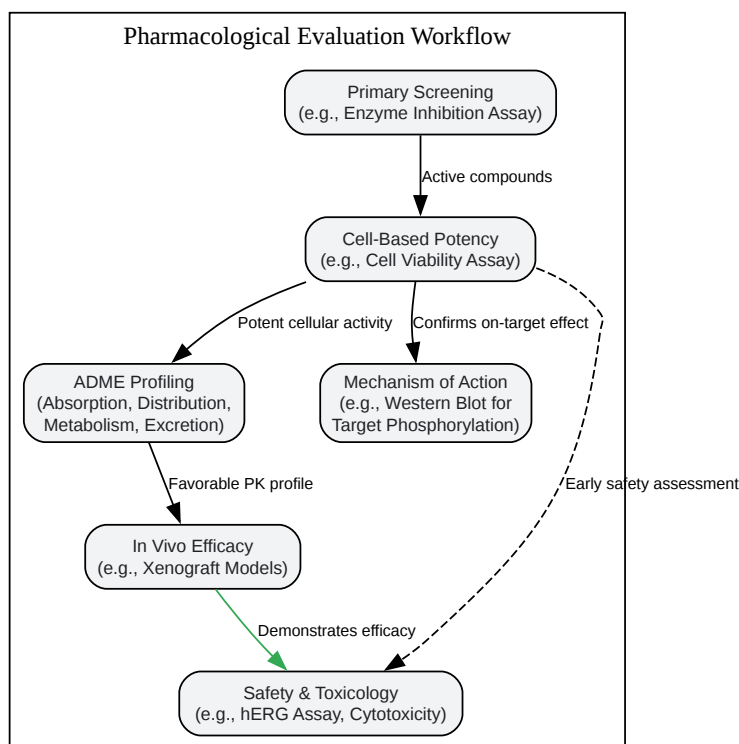 Pharmacological Evaluation Workflow
Primary Screening
(e.g., Enzyme Inhibition Assay)
Active compounds
Cell-Based Potency
(e.g., Cell Viability Assay)
Potent cellular activity
Confirms on-target effect
ADME Profiling
(Absorption, Distribution,
Metabolism, Excretion)
Mechanism of Action
(e.g., Western Blot for
Target Phosphorylation)
Favorable PK profile
Early safety assessment
In Vivo Efficacy
(e.g., Xenograft Models)
Demonstrates efficacy
Safety & Toxicology
(e.g., hERG Assay, Cytotoxicity)